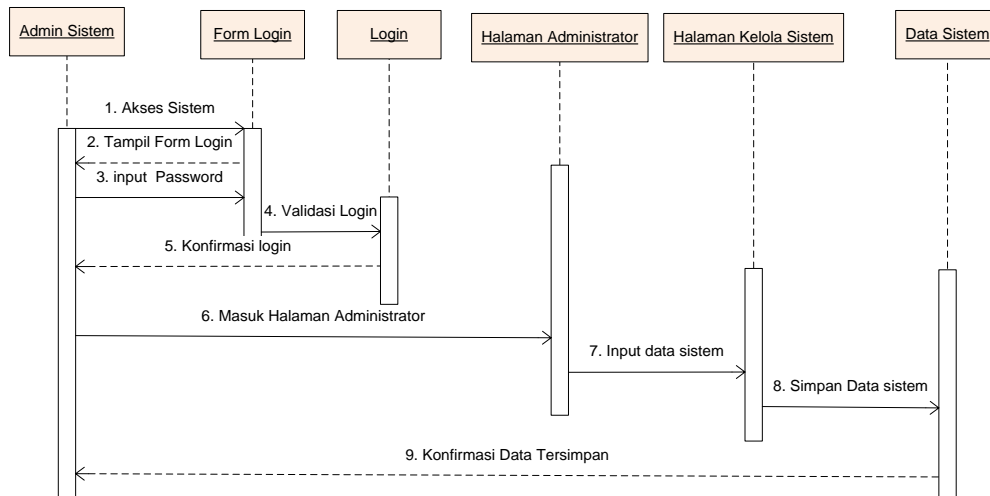 Admin Sistem
Form Login
Login
Halaman Administrator
Halaman Kelola Sistem
Data Sistem
1. Akses Sistem
2. Tampil Form Login
3. input Password
4. Validasi Login
5. Konfirmasi login
6. Masuk Halaman Administrator
7. Input data sistem
8. Simpan Data sistem
9. Konfirmasi Data Tersimpan